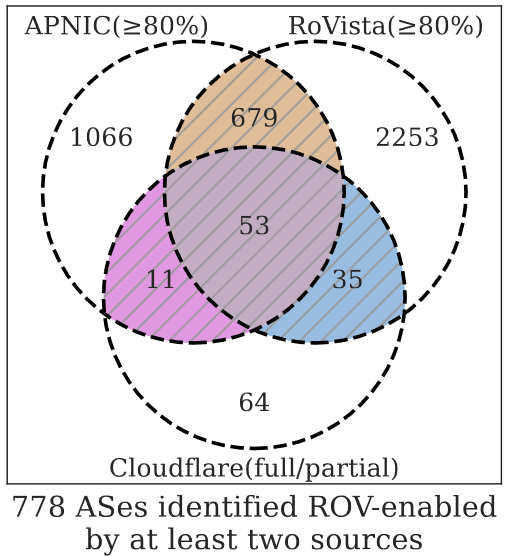 APNIC(≥80%) RoVista(≥80%)
679
1066 2253
53
11 35
64
Cloudflare(full/partial)
778 ASes identified ROV-enabled
by at least two sources